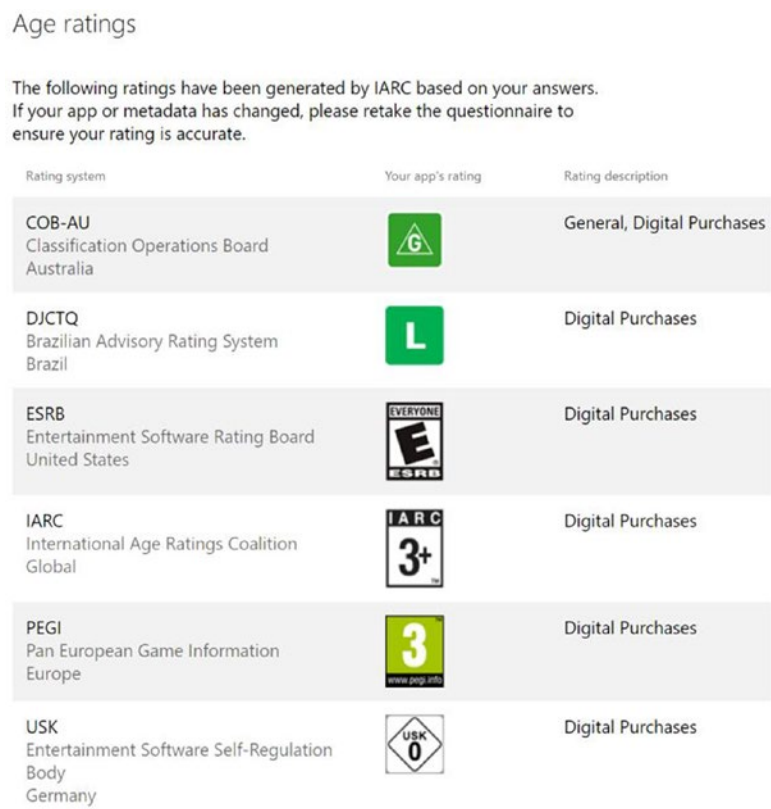 Age ratings
The following ratings have been generated by IARC based on your answers.
If your app or metadata has changed, please retake the questionnaire to
ensure your rating is accurate.
Rating system Your app's rating Rating description
COB-AU
Classification Operations Board
Australia
G
General, Digital Purchases
DJCTQ
Brazilian Advisory Rating System
Brazil
L
Digital Purchases
ESRB
Entertainment Software Rating Board
United States
EVERYONE
E
ESRB
Digital Purchases
IARC
International Age Ratings Coalition
Global
IARC
3+
Digital Purchases
PEGI
Pan European Game Information
Europe
3
www.pegi.info
Digital Purchases
USK
Entertainment Software Self-Regulation
Body
Germany
USK
0
Digital Purchases